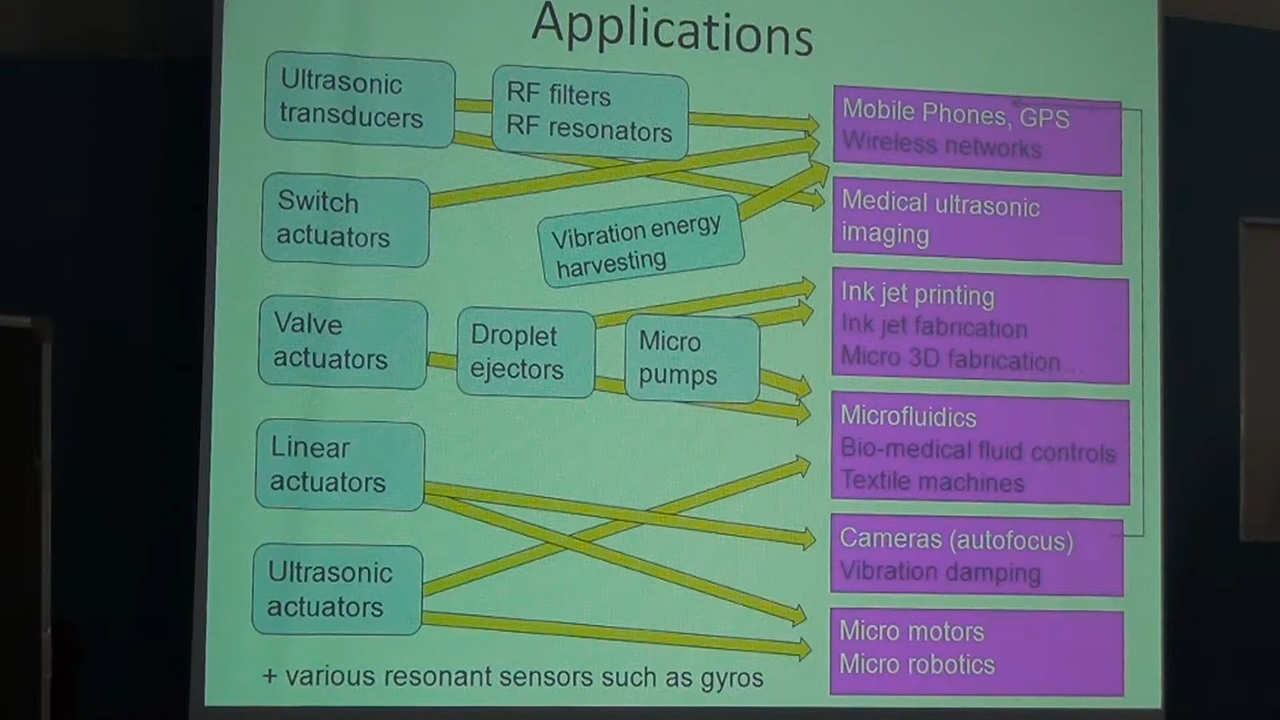 Applications
Ultrasonic
transducers
RF filters
RF resonators
Switch
actuators
Vibration energy
harvesting
Valve
actuators
Droplet
ejectors
Micro
pumps
Linear
actuators
Ultrasonic
actuators
+ various resonant sensors such as gyros
Mobile Phones, GPS
Wireless networks
Medical ultrasonic
imaging
Ink jet printing
Ink jet fabrication
Micro 3D fabrication...
Microfluidics
Bio-medical fluid controls
Textile machines
Cameras (autofocus)
Vibration damping
Micro motors
Micro robotics